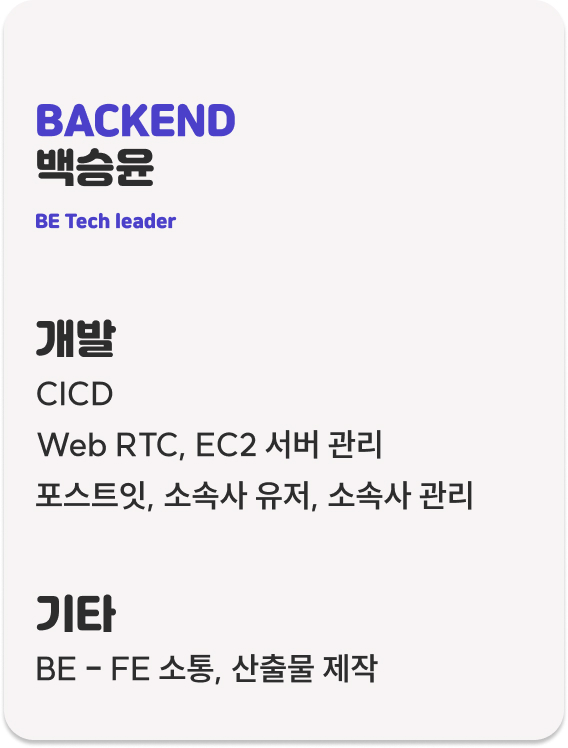 BACKEND
백승윤
BE Tech leader
개발
CICD
Web RTC, EC2 서버 관리
포스트잇, 소속사 유저, 소속사 관리
기타
BE - FE 소통, 산출물 제작